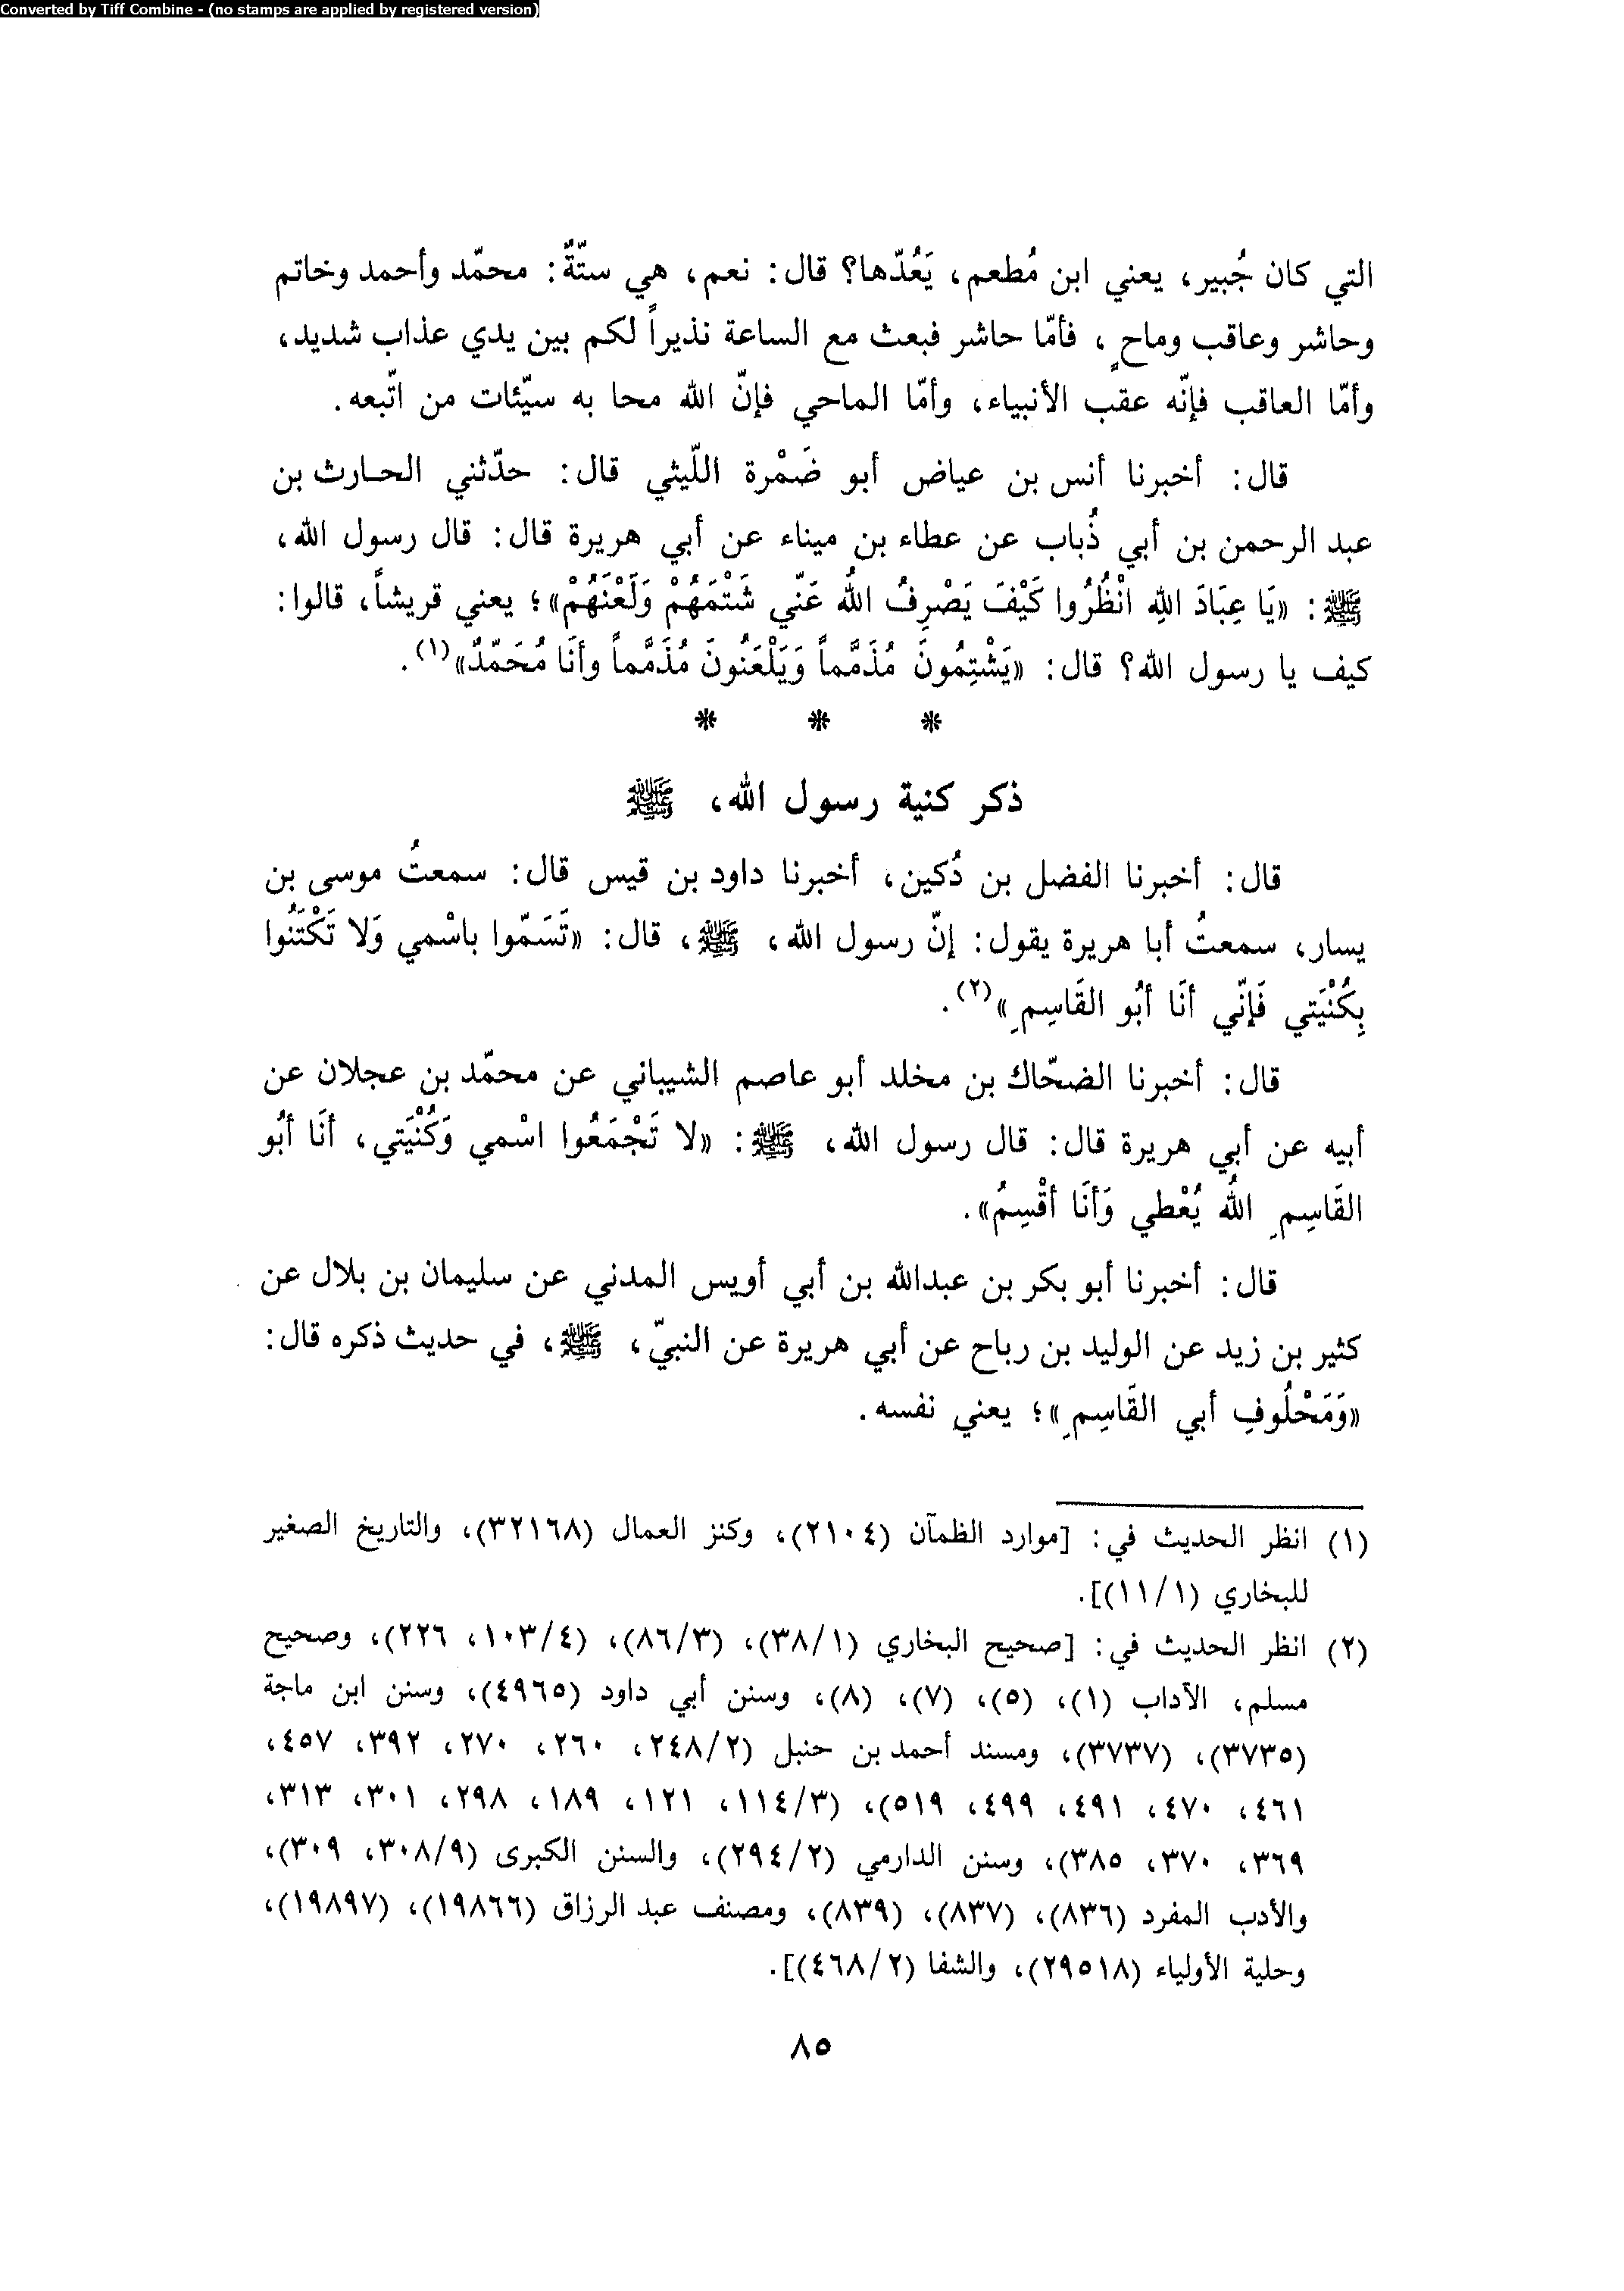 Converted by Tiff Combine - (no stamps are applied by registered version)
التي كان جُبير، يعني ابن مُطعم، يَعُدّها؟ قال: نعم، هي ستّةٌ: محمّد وأحمد وخاتم
وحاشر وعاقب وماحٍ، فأمّا حاشر فبعث مع الساعة نذيراً لكم بين يدي عذاب شديد،
وأمّا العاقب فإنّه عقب الأنبياء، وأمّا الماحي فإنّ الله محا به سيّئات من اتّبعه.
قال: أخبرنا أنس بن عياض أبو ضَمْرة اللّيثي قال: حدّثني الحارث بن
عبد الرحمن بن أبي ذُباب عن عطاء بن ميناء عن أبي هريرة قال: قال رسول الله،
ﷺ: «يَا عِبَادَ اللهِ انْظُرُوا كَيْفَ يَصْرِفُ اللهُ عَنّي شَتْمَهُمْ وَلَعْنَهُمْ»؛ يعني قريشاً، قالوا:
كيف يا رسول الله؟ قال: «يَشْتِمُونَ مُذَمَّماً وَيَلْعَنُونَ مُذَمَّماً وأنَا مُحَمّدٌ»(١).
* * *
ذكر كنية رسول الله، ﷺ
قال: أخبرنا الفضل بن دُكين، أخبرنا داود بن قيس قال: سمعتُ موسى بن
يسار، سمعتُ أبا هريرة يقول: إنّ رسول الله، ﷺ، قال: «تَسَمّوا باسْمي وَلا تَكْتَنُوا
بِكُنْيَتي فَإنّي أنَا أبُو القَاسِمِ»(٢).
قال: أخبرنا الضحّاك بن مخلد أبو عاصم الشيباني عن محمّد بن عجلان عن
أبيه عن أبي هريرة قال: قال رسول الله، ﷺ: «لا تَجْمَعُوا اسْمي وَكُنْيَتي، أنَا أبُو
القَاسِمِ اللهُ يُعْطي وَأنَا أقْسِمُ».
قال: أخبرنا أبو بكر بن عبدالله بن أبي أويس المدني عن سليمان بن بلال عن
كثير بن زيد عن الوليد بن رباح عن أبي هريرة عن النبيّ، ﷺ، في حديث ذكره قال:
«وَمَحْلُوفِ أبي القَاسِمِ»؛ يعني نفسه.
(١) انظر الحديث في: [موارد الظمآن (٢١٠٤)، وكنز العمال (٣٢١٦٨)، والتاريخ الصغير
للبخاري (١١/١)].
(٢) انظر الحديث في: [صحيح البخاري (٣٨/١)، (٨٦/٣)، (١٠٣/٤، ٢٢٦)، وصحيح
مسلم، الآداب (١)، (٥)، (٧)، (٨)، وسنن أبي داود (٤٩٦٥)، وسنن ابن ماجة
(٣٧٣٥)، (٣٧٣٧)، ومسند أحمد بن حنبل (٢٤٨/٢، ٢٦٠، ٢٧٠، ٣٩٢، ٤٥٧،
٤٦١، ٤٧٠، ٤٩١، ٤٩٩، ٥١٩)، (١١٤/٣، ١٢١، ١٨٩، ٢٩٨، ٣٠١، ٣١٣،
٣٦٩، ٣٧٠، ٣٨٥)، وسنن الدارمي (٢٩٤/٢)، والسنن الكبرى (٣٠٨/٩، ٣٠٩)،
والأدب المفرد (٨٣٦)، (٨٣٧)، (٨٣٩)، ومصنف عبد الرزاق (١٩٨٦٦)، (١٩٨٩٧)،
وحلية الأولياء (٢٩٥١٨)، والشفا (٤٦٨/٢)].
٨٥